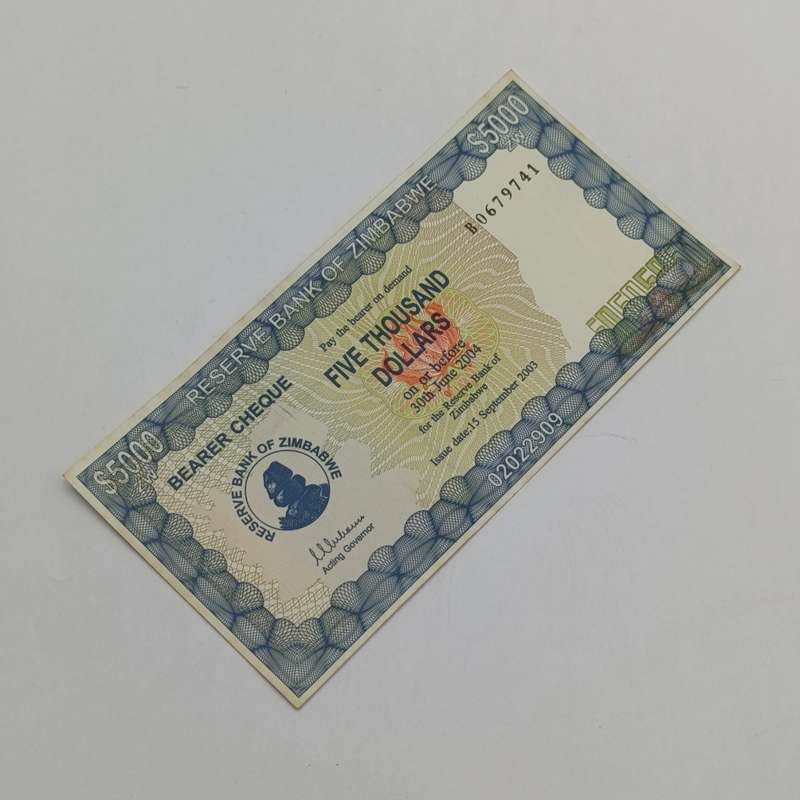 $5000
ZW
RESERVE BANK OF ZIMBABWE
$5000
ZW
BEARER CHEQUE
RESERVE BANK OF ZIMBABWE
Acting Governor
Pay the bearer on demand
FIVE THOUSAND
DOLLARS
on or before
30th June 2004
for the Reserve Bank of
Zimbabwe
Issue date:15 September 2003
B0679741
02022909